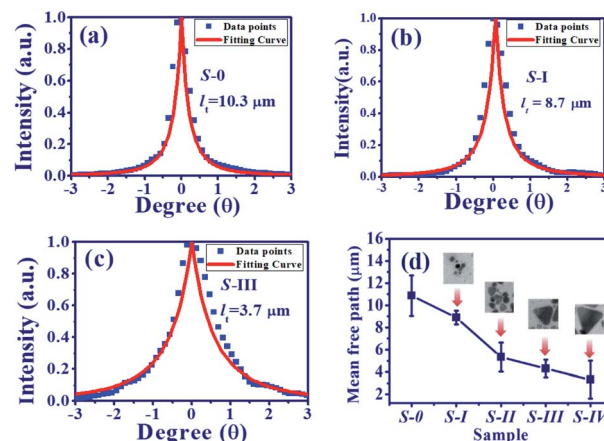 (a)
Data points
Fitting Curve
S-0
lt=10.3 μm
Intensity(a.u.)
1.0
0.8
0.6
0.4
0.2
0.0
-3 -2 -1 0 1 2 3
Degree (θ)
(b)
Data points
Fitting Curve
S-I
lt = 8.7 μm
Intensity(a.u.)
1.0
0.8
0.6
0.4
0.2
0.0
-3 -2 -1 0 1 2 3
Degree (θ)
(c)
Data points
Fitting Curve
S-III
lt=3.7 μm
Intensity (a.u.)
1.0
0.8
0.6
0.4
0.2
0.0
-3 -2 -1 0 1 2 3
Degree (θ)
(d)
Mean free path (μm)
16
14
12
10
8
6
4
2
S-0 S-I S-II S-III S-IV
Sample